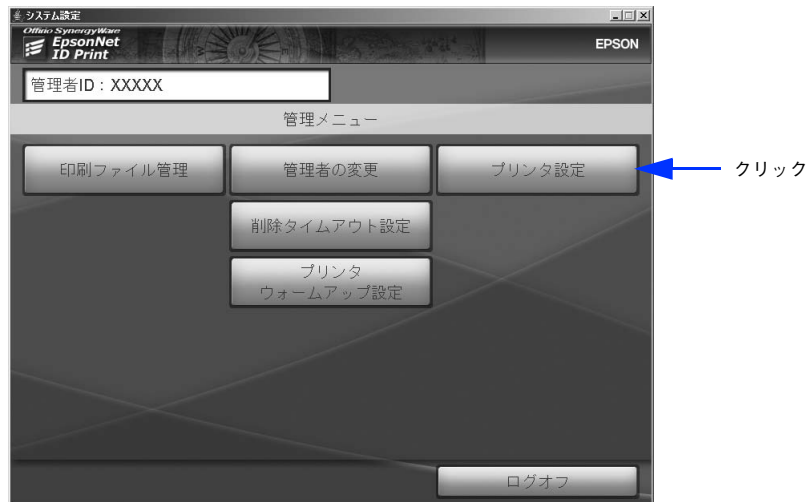 システム設定
Offirio SynergyWare
EpsonNet
ID Print
EPSON
管理者ID：XXXXX
管理メニュー
印刷ファイル管理
管理者の変更
プリンタ設定
クリック
削除タイムアウト設定
プリンタ
ウォームアップ設定
ログオフ